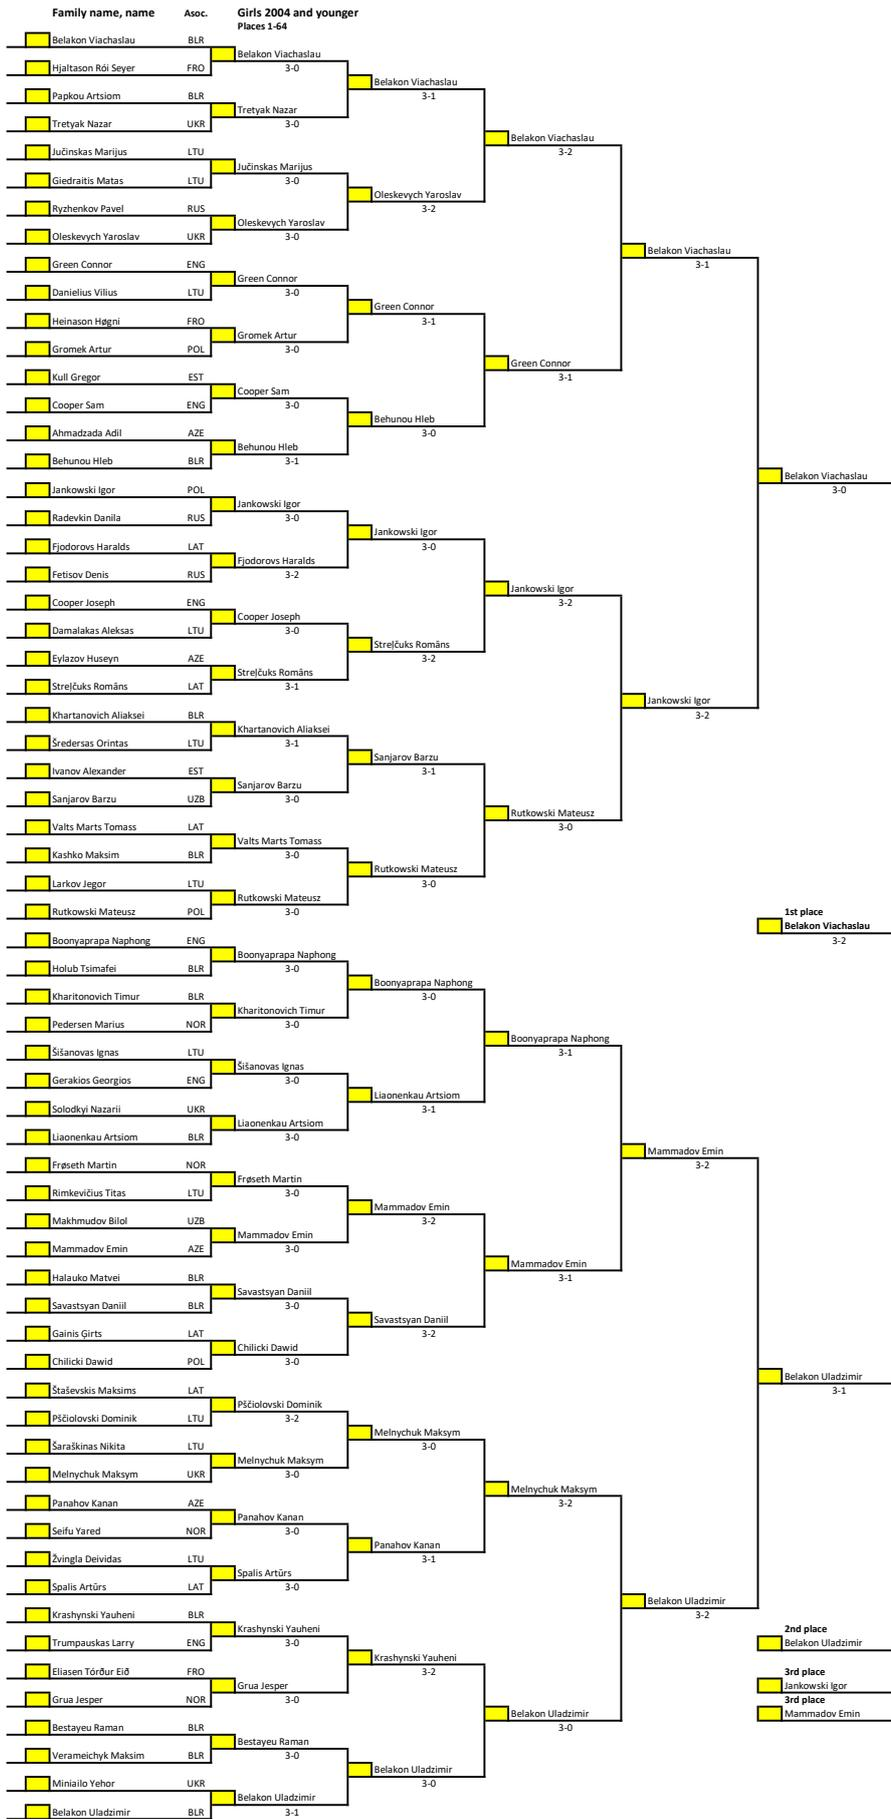 Family name, name Asoc. Girls 2004 and younger
Places 1-64
Belakon Viachaslau BLR
Belakon Viachaslau
Hjaltason Rói Seyer FRO 3-0
Belakon Viachaslau
Papkou Artsiom BLR 3-1
Tretyak Nazar
Tretyak Nazar UKR 3-0
Belakon Viachaslau
Jučinskas Marijus LTU 3-2
Jučinskas Marijus
Giedraitis Matas LTU 3-0
Oleskevych Yaroslav
Ryzhenkov Pavel RUS 3-2
Oleskevych Yaroslav
Oleskevych Yaroslav UKR 3-0
Belakon Viachaslau
Green Connor ENG 3-1
Green Connor
Danielius Vilius LTU 3-0
Green Connor
Heinason Høgni FRO 3-1
Gromek Artur
Gromek Artur POL 3-0
Green Connor
Kull Gregor EST 3-1
Cooper Sam
Cooper Sam ENG 3-0
Behunou Hleb
Ahmadzada Adil AZE 3-0
Behunou Hleb
Behunou Hleb BLR 3-1
Belakon Viachaslau
Jankowski Igor POL 3-0
Jankowski Igor
Radevkin Danila RUS 3-0
Jankowski Igor
Fjodorovs Haralds LAT 3-0
Fjodorovs Haralds
Fetisov Denis RUS 3-2
Jankowski Igor
Cooper Joseph ENG 3-2
Cooper Joseph
Damalakas Aleksas LTU 3-0
Streļčuks Romāns
Eylazov Huseyn AZE 3-2
Streļčuks Romāns
Streļčuks Romāns LAT 3-1
Jankowski Igor
Khartanovich Aliaksei BLR 3-2
Khartanovich Aliaksei
Šredersas Orintas LTU 3-1
Sanjarov Barzu
Ivanov Alexander EST 3-1
Sanjarov Barzu
Sanjarov Barzu UZB 3-0
Rutkowski Mateusz
Valts Marts Tomass LAT 3-0
Valts Marts Tomass
Kashko Maksim BLR 3-0
Rutkowski Mateusz
Larkov Jegor LTU 3-0
Rutkowski Mateusz
Rutkowski Mateusz POL 3-0
1st place
Belakon Viachaslau
Boonyaprapa Naphong ENG 3-2
Boonyaprapa Naphong
Holub Tsimafei BLR 3-0
Boonyaprapa Naphong
Kharitonovich Timur BLR 3-0
Kharitonovich Timur
Pedersen Marius NOR 3-0
Boonyaprapa Naphong
Šišanovas Ignas LTU 3-1
Šišanovas Ignas
Gerakios Georgios ENG 3-0
Liaonenkau Artsiom
Solodkyi Nazarii UKR 3-1
Liaonenkau Artsiom
Liaonenkau Artsiom BLR 3-0
Mammadov Emin
Frøseth Martin NOR 3-2
Frøseth Martin
Rimkevičius Titas LTU 3-0
Mammadov Emin
Makhmudov Bilol UZB 3-2
Mammadov Emin
Mammadov Emin AZE 3-0
Mammadov Emin
Halauko Matvei BLR 3-1
Savastsyan Daniil
Savastsyan Daniil BLR 3-0
Savastsyan Daniil
Gainis Ģirts LAT 3-2
Chilicki Dawid
Chilicki Dawid POL 3-0
Belakon Uladzimir
Štaševskis Maksims LAT 3-1
Pščiolovski Dominik
Pščiolovski Dominik LTU 3-2
Melnychuk Maksym
Šaraškinas Nikita LTU 3-0
Melnychuk Maksym
Melnychuk Maksym UKR 3-0
Melnychuk Maksym
Panahov Kanan AZE 3-2
Panahov Kanan
Seifu Yared NOR 3-0
Panahov Kanan
Žvingla Deividas LTU 3-1
Spalis Artūrs
Spalis Artūrs LAT 3-0
Belakon Uladzimir
Krashynski Yauheni BLR 3-2
Krashynski Yauheni 2nd place
Trumpauskas Larry ENG 3-0 Belakon Uladzimir
Krashynski Yauheni
Eliasen Tórður Eið FRO 3-2 3rd place
Grua Jesper Jankowski Igor
Grua Jesper NOR 3-0 3rd place
Belakon Uladzimir Mammadov Emin
Bestayeu Raman BLR 3-0
Bestayeu Raman
Verameichyk Maksim BLR 3-0
Belakon Uladzimir
Miniailo Yehor UKR 3-0
Belakon Uladzimir
Belakon Uladzimir BLR 3-1